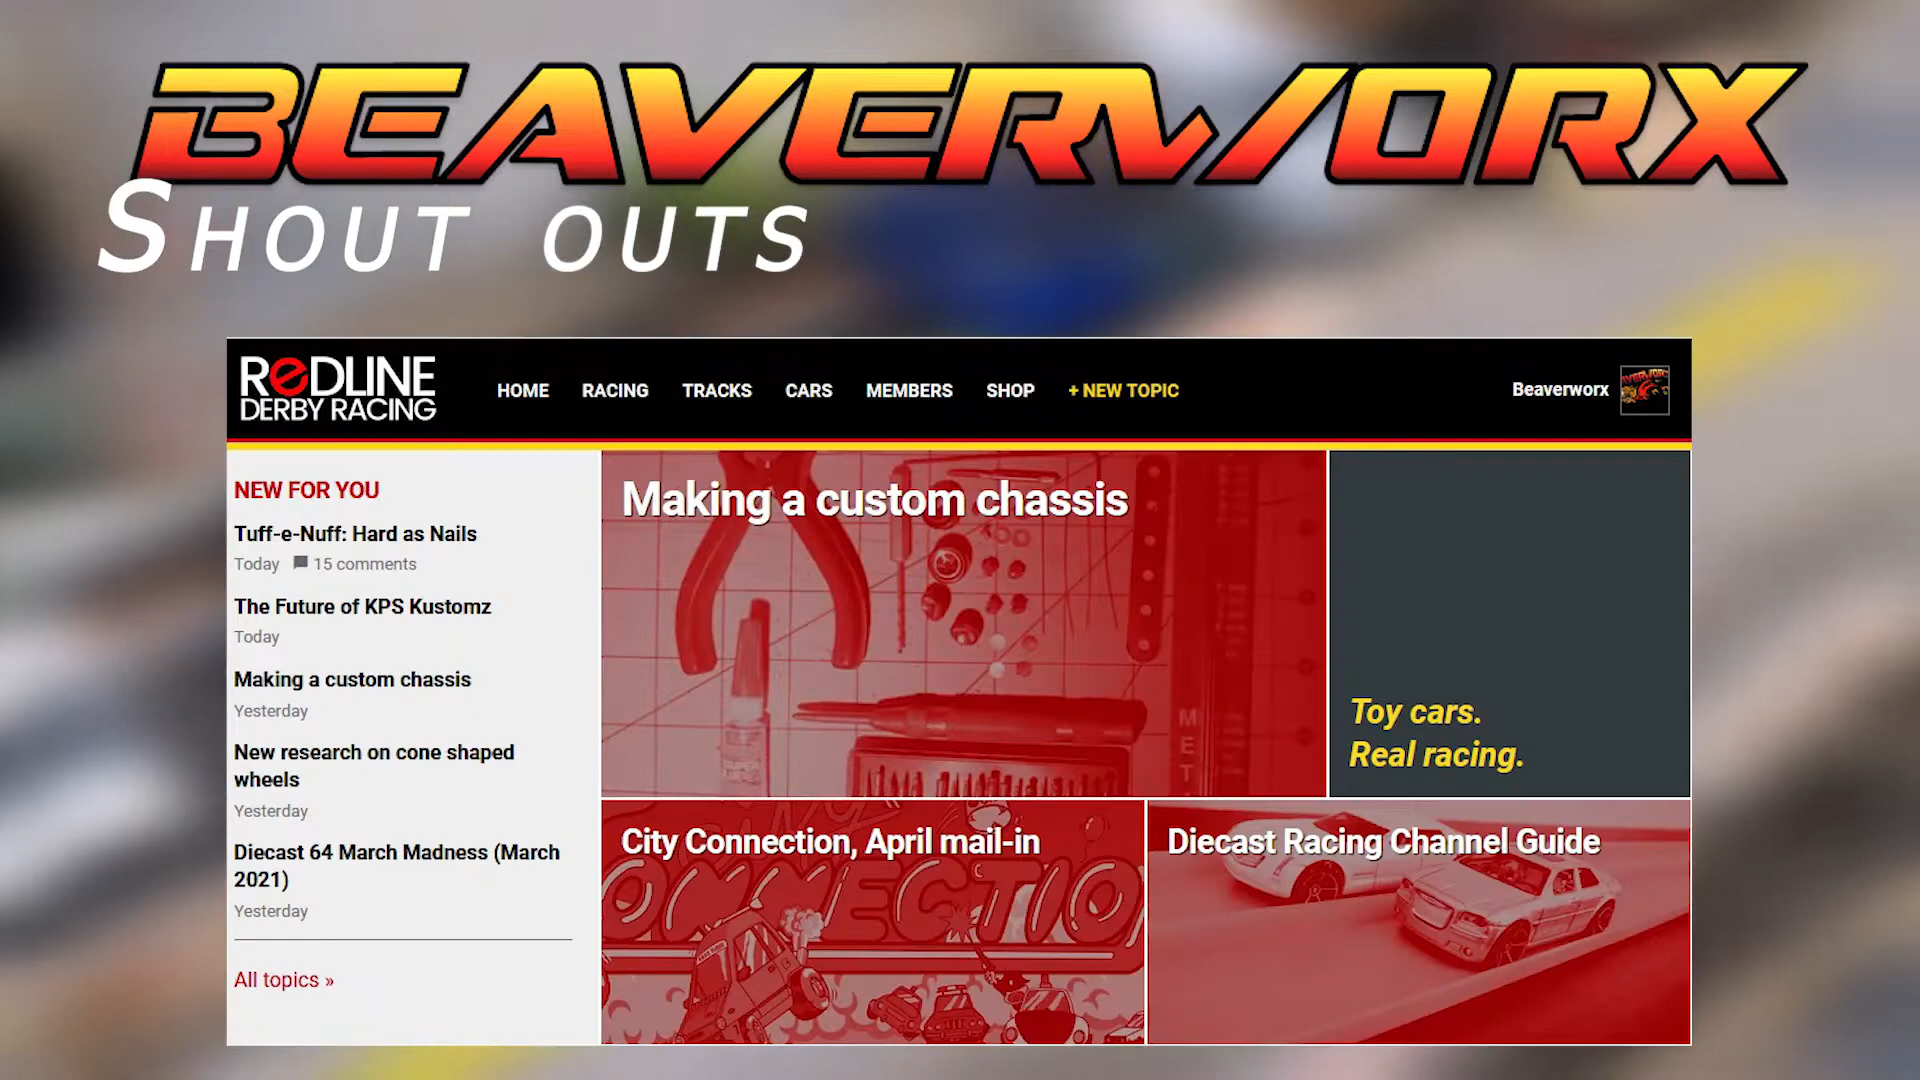 BEAVERWORX
SHOUT OUTS
REDLINE
DERBY RACING
HOME RACING TRACKS CARS MEMBERS SHOP + NEW TOPIC
Beaverworx
NEW FOR YOU
Tuff-e-Nuff: Hard as Nails
Today 15 comments
The Future of KPS Kustomz
Today
Making a custom chassis
Yesterday
New research on cone shaped
wheels
Yesterday
Diecast 64 March Madness (March
2021)
Yesterday
All topics »
Making a custom chassis
MET
Toy cars.
Real racing.
City Connection, April mail-in
Diecast Racing Channel Guide